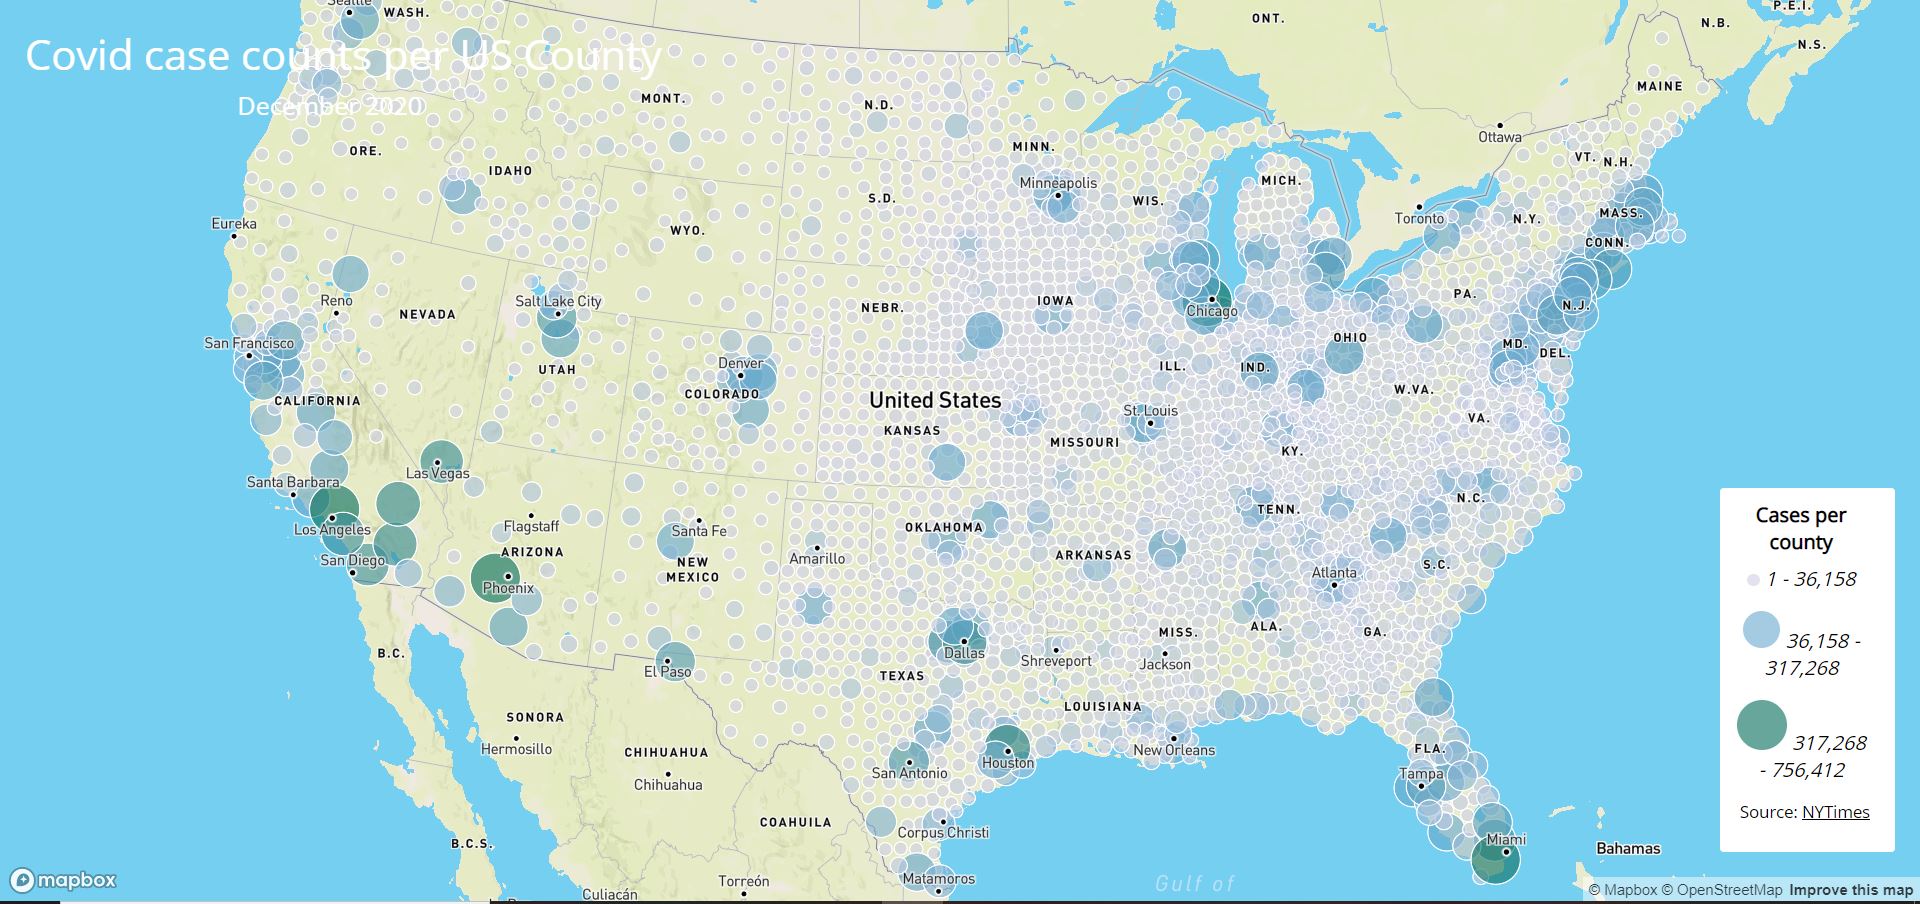 Seattle
WASH.
ONT.
P.E.I.
N.B.
N.S.
Covid case counts per US County
MAINE
December 2020
MONT.
N.D.
Ottawa
ORE.
IDAHO
MINN.
VT.
N.H.
Minneapolis
MICH.
S.D.
WIS.
Toronto
N.Y.
MASS.
Eureka
WYO.
CONN.
Reno
Salt Lake City
IOWA
PA.
NEVADA
NEBR.
Chicago
N.J.
San Francisco
OHIO
MD.
DEL.
Denver
UTAH
ILL.
IND.
COLORADO
W.VA.
CALIFORNIA
United States
St. Louis
VA.
KANSAS
MISSOURI
KY.
Las Vegas
Santa Barbara
N.C.
TENN.
Los Angeles
Flagstaff
Santa Fe
OKLAHOMA
ARIZONA
Amarillo
ARKANSAS
San Diego
NEW
MEXICO
Atlanta
S.C.
Phoenix
MISS.
ALA.
GA.
B.C.
Dallas
Shreveport
Jackson
El Paso
TEXAS
LOUISIANA
SONORA
Hermosillo
CHIHUAHUA
New Orleans
FLA.
Houston
San Antonio
Tampa
Chihuahua
COAHUILA
Corpus Christi
B.C.S.
Miami
Bahamas
Matamoros
Torreón
Culiacán
Gulf of
Cases per
county
1 - 36,158
36,158 -
317,268
317,268
- 756,412
Source: NYTimes
mapbox
© Mapbox © OpenStreetMap Improve this map